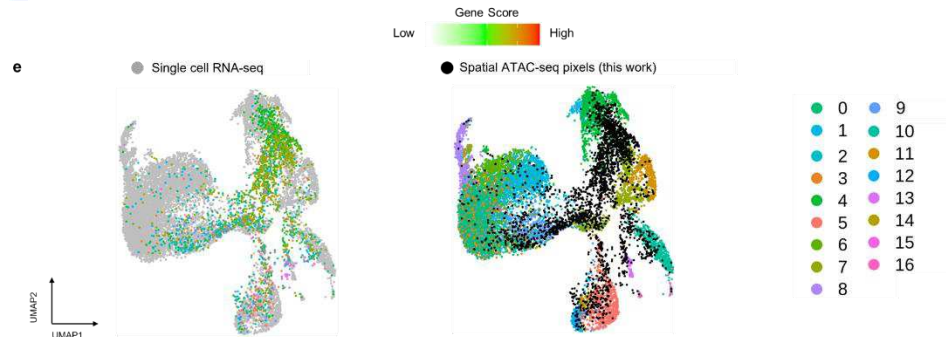 Gene Score
Low High
e
Single cell RNA-seq
Spatial ATAC-seq pixels (this work)
0 9
1 10
2 11
3 12
4 13
5 14
6 15
7 16
8
UMAP2
UMAP1